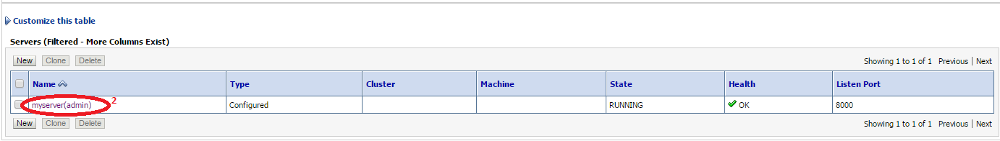 Customize this table
Servers (Filtered - More Columns Exist)
New Clone Delete Showing 1 to 1 of 1 Previous | Next
Name Type Cluster Machine State Health Listen Port
myserver(admin) 2 Configured RUNNING OK 8000
New Clone Delete Showing 1 to 1 of 1 Previous | Next